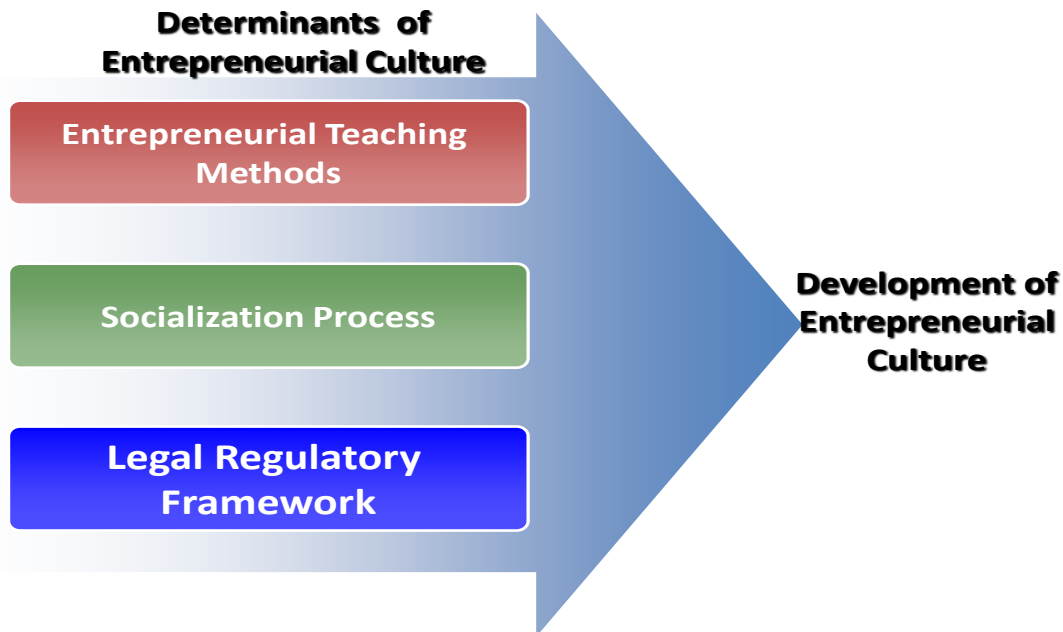 Determinants of
Entrepreneurial Culture
Entrepreneurial Teaching
Methods
Socialization Process
Legal Regulatory
Framework
Development of
Entrepreneurial
Culture